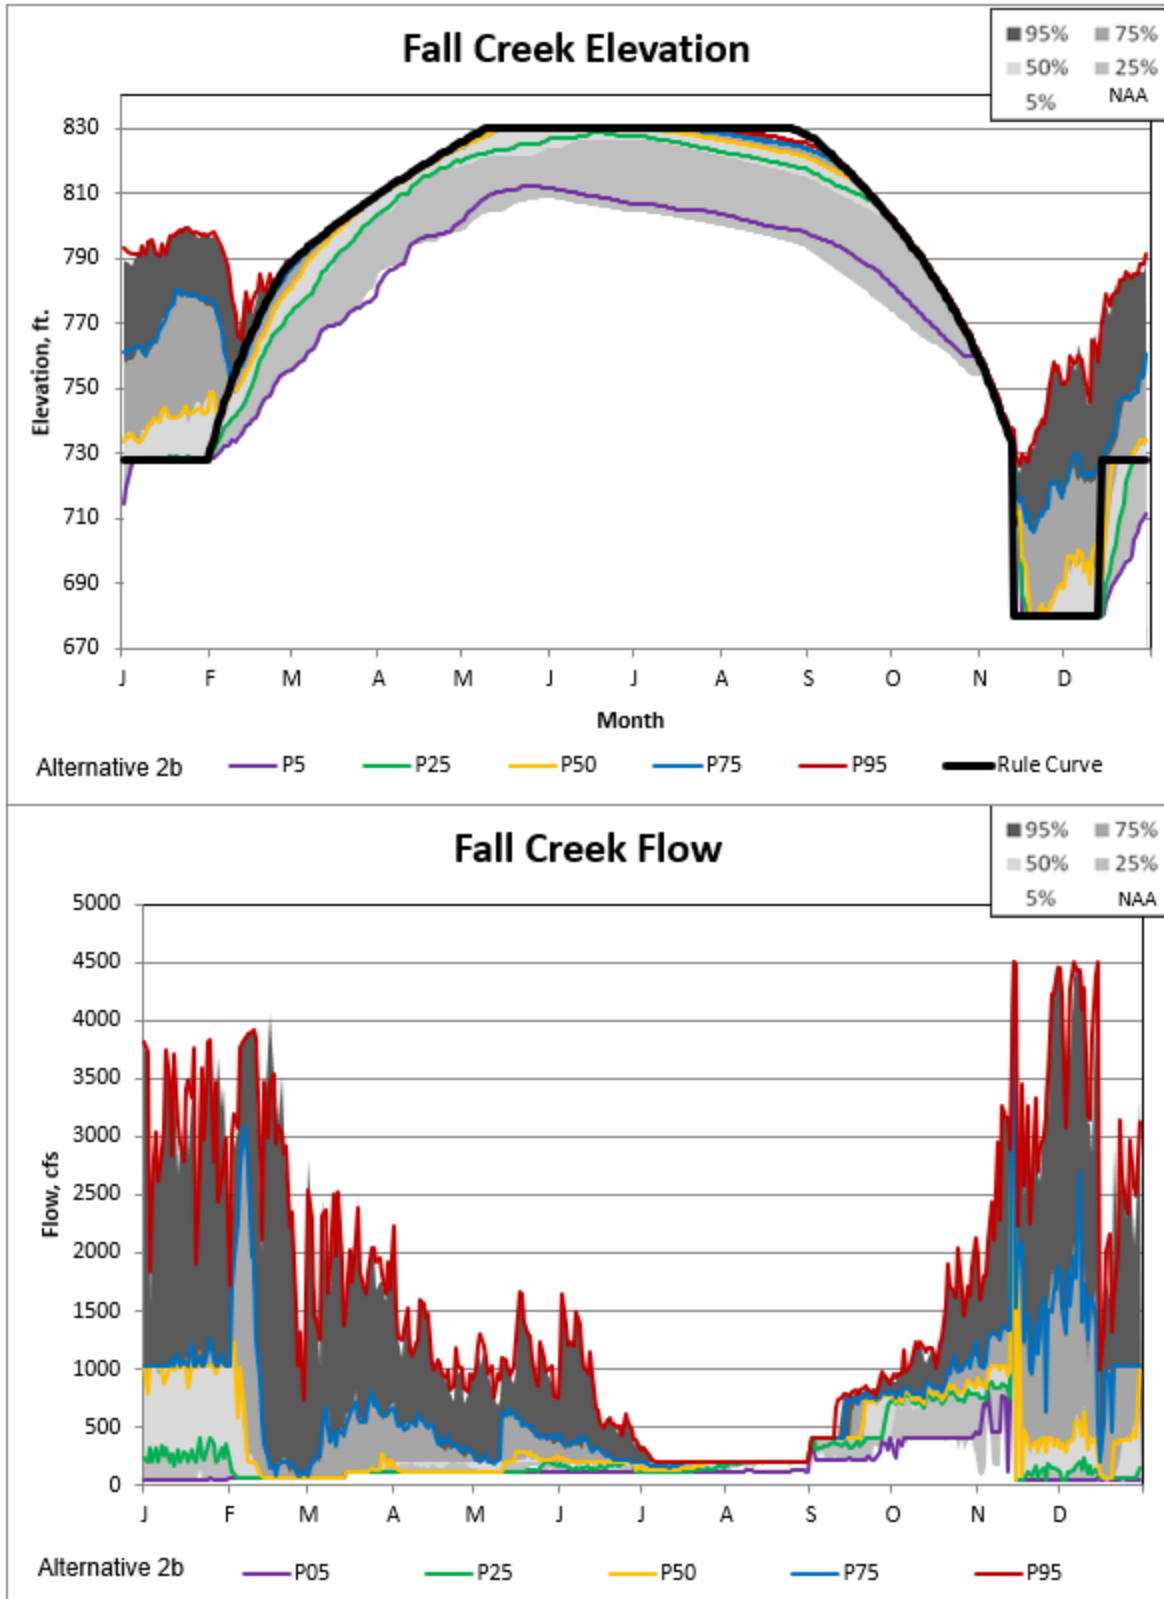 Fall Creek Elevation
95% 75%
50% 25%
5% NAA
830
810
790
770
750
730
710
690
670
Elevation, ft.
J F M A M J J A S O N D
Month
Alternative 2b P5 P25 P50 P75 P95 Rule Curve
Fall Creek Flow
95% 75%
50% 25%
5% NAA
5000
4500
4000
3500
3000
2500
2000
1500
1000
500
0
Flow, cfs
J F M A M J J A S O N D
Alternative 2b P05 P25 P50 P75 P95